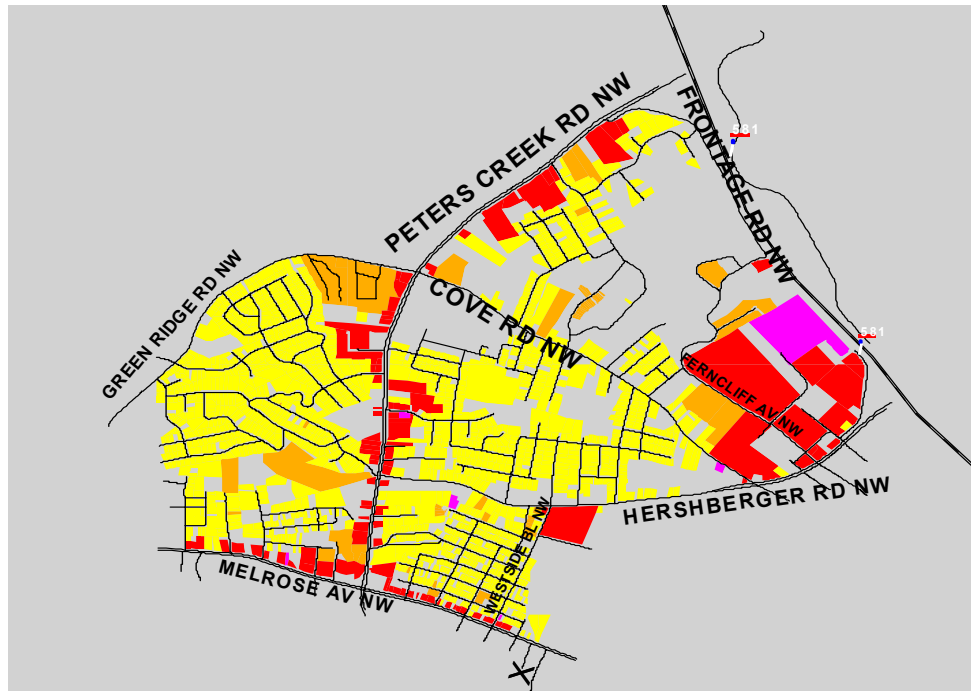 PETERS CREEK RD NW
FRONTAGE RD NW
581
GREEN RIDGE RD NW
COVE RD NW
581
FERNCLIFF AV NW
HERSHBERGER RD NW
WESTSIDE BL NW
MELROSE AV NW
X